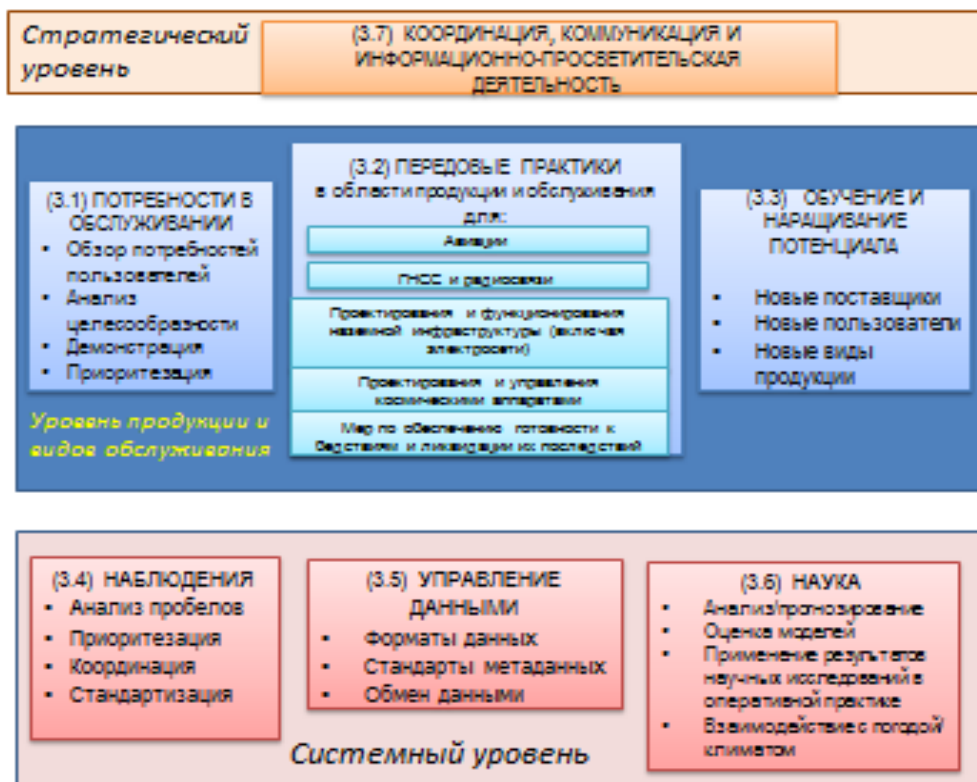 Стратегический
уровень
(3.7) КООРДИНАЦИЯ, КОММУНИКАЦИЯ И
ИНФОРМАЦИОННО-ПРОСВЕТИТЕЛЬСКАЯ
ДЕЯТЕЛЬНОСТЬ
(3.1) ПОТРЕБНОСТИ В
ОБСЛУЖИВАНИИ
• Обзор потребностей
пользователей
• Анализ
целесообразности
• Демонстрация
• Приоритезация
Уровень продукции и
видов обслуживания
(3.2) ПЕРЕДОВЫЕ ПРАКТИКИ
в области продукции и обслуживания
для:
Авиации
ГНСС и радиосвязи
Проектирования и функционирования
наземной инфраструктуры (включая
электросети)
Проектирования и управления
космическими аппаратами
Мер по обеспечению готовности к
бедствиям и ликвидации их последствий
(3.3) ОБУЧЕНИЕ И
НАРАЩИВАНИЕ
ПОТЕНЦИАЛА
• Новые поставщики
• Новые пользователи
• Новые виды
продукции
(3.4) НАБЛЮДЕНИЯ
• Анализ пробелов
• Приоритезация
• Координация
• Стандартизация
(3.5) УПРАВЛЕНИЕ
ДАННЫМИ
• Форматы данных
• Стандарты метаданных
• Обмен данными
(3.6) НАУКА
• Анализ/прогнозирование
• Оценка моделей
• Применение результатов
научных исследований в
оперативной практике
• Взаимодействие с погодой/
климатом
Системный уровень